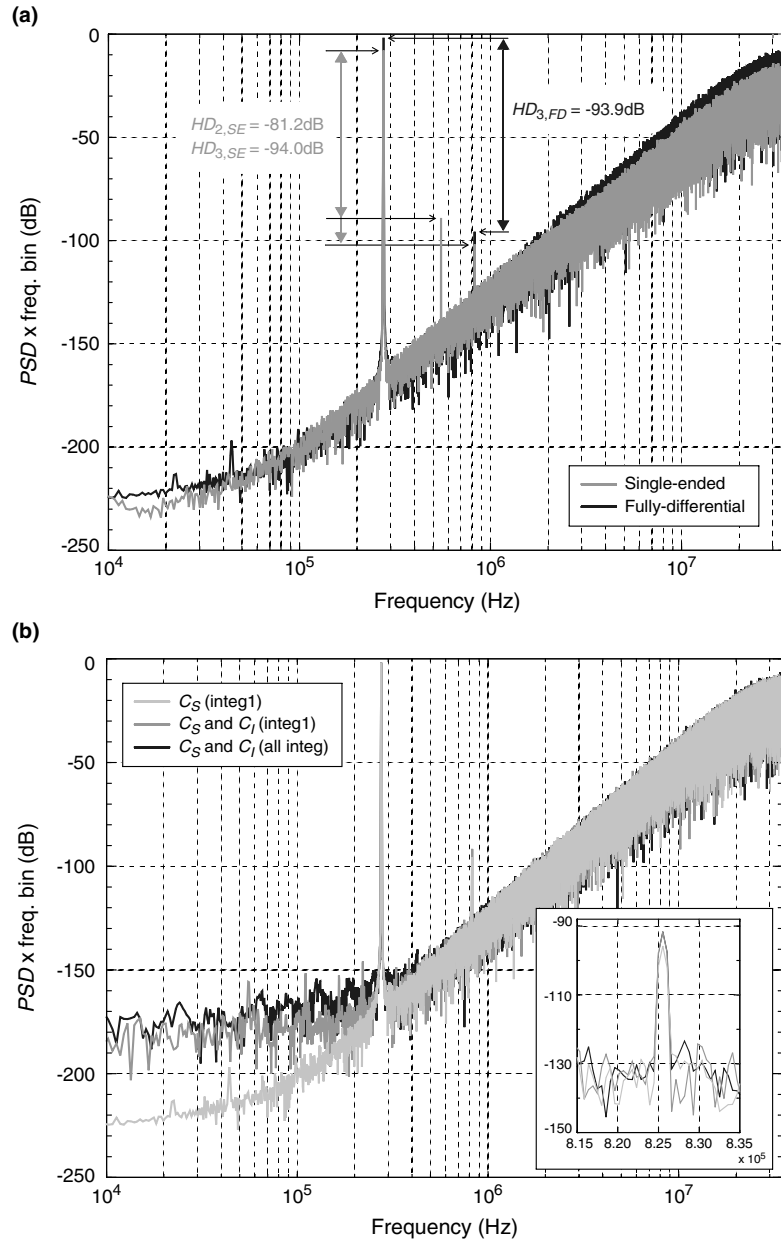 (a)
0
-50
-100
-150
-200
-250
PSD x freq. bin (dB)
HD2,SE = -81.2dB
HD3,SE = -94.0dB
HD3,FD = -93.9dB
Single-ended
Fully-differential
10^4
10^5
10^6
10^7
Frequency (Hz)
(b)
0
-50
-100
-150
-200
-250
PSD x freq. bin (dB)
CS (integ1)
CS and CI (integ1)
CS and CI (all integ)
-90
-110
-130
-150
8.15
8.20
8.25
8.30
8.35
x 10^5
10^4
10^5
10^6
10^7
Frequency (Hz)